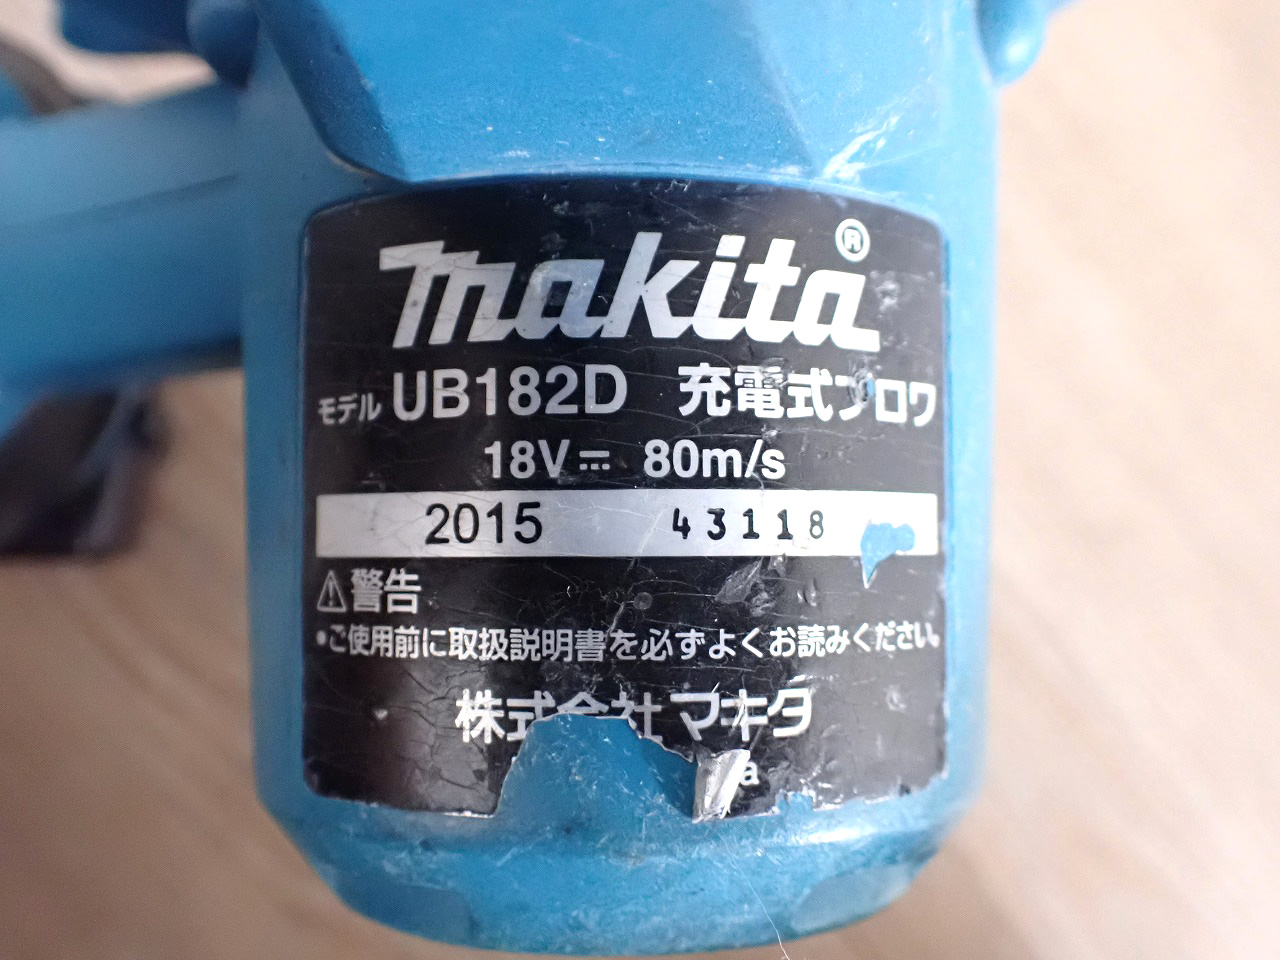 makita®
モデル UB182D 充電式ブロワ
18V⎓ 80m/s
2015 43118
⚠警告
•ご使用前に取扱説明書を必ずよくお読みください。
株式会社マキタ